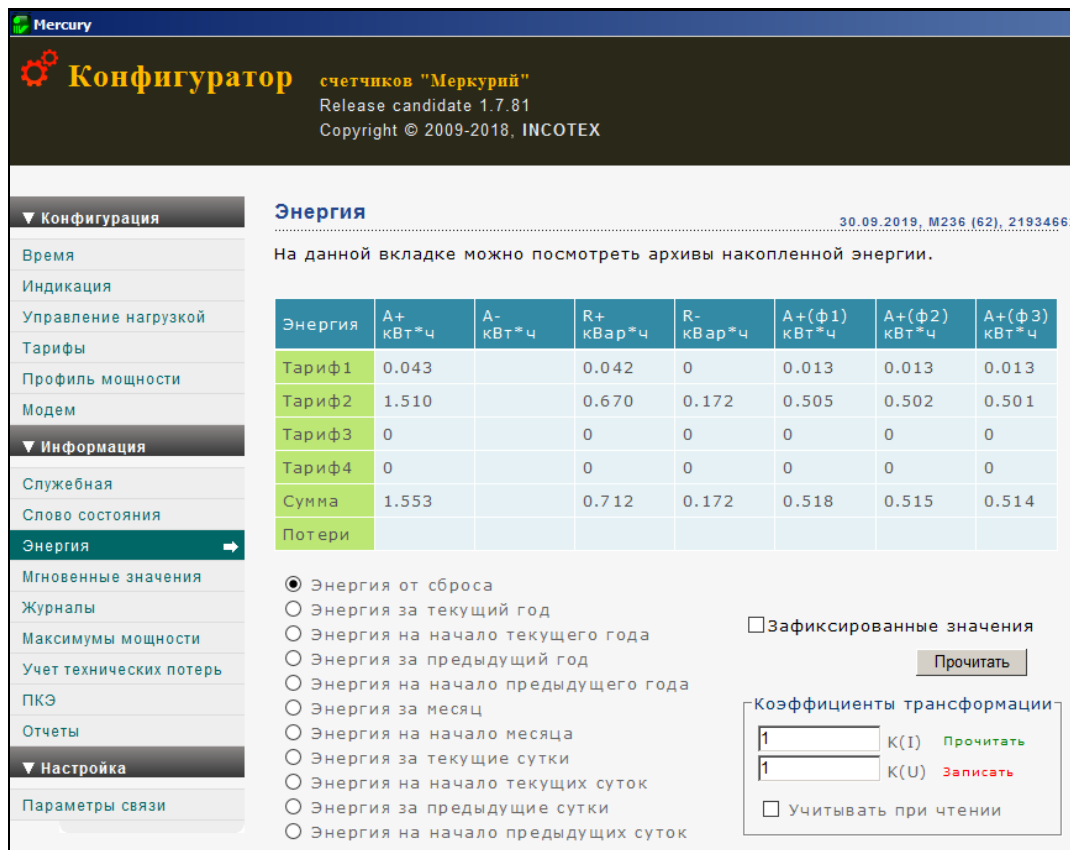 Mercury
Конфигуратор счетчиков "Меркурий"
Release candidate 1.7.81
Copyright © 2009-2018, INCOTEX
▼ Конфигурация
Время
Индикация
Управление нагрузкой
Тарифы
Профиль мощности
Модем
▼ Информация
Служебная
Слово состояния
Энергия
Мгновенные значения
Журналы
Максимумы мощности
Учет технических потерь
ПКЭ
Отчеты
▼ Настройка
Параметры связи
Энергия
30.09.2019, М236 (62), 2193466
На данной вкладке можно посмотреть архивы накопленной энергии.
Энергия A+ кВт*ч A- кВт*ч R+ кВар*ч R- кВар*ч A+(ф1) кВт*ч A+(ф2) кВт*ч A+(ф3) кВт*ч
Тариф1 0.043 0.042 0 0.013 0.013 0.013
Тариф2 1.510 0.670 0.172 0.505 0.502 0.501
Тариф3 0 0 0 0 0 0
Тариф4 0 0 0 0 0 0
Сумма 1.553 0.712 0.172 0.518 0.515 0.514
Потери
Энергия от сброса
Энергия за текущий год
Энергия на начало текущего года
Энергия за предыдущий год
Энергия на начало предыдущего года
Энергия за месяц
Энергия на начало месяца
Энергия за текущие сутки
Энергия на начало текущих суток
Энергия за предыдущие сутки
Энергия на начало предыдущих суток
Зафиксированные значения
Прочитать
Коэффициенты трансформации
1 K(I) Прочитать
1 K(U) Записать
Учитывать при чтении